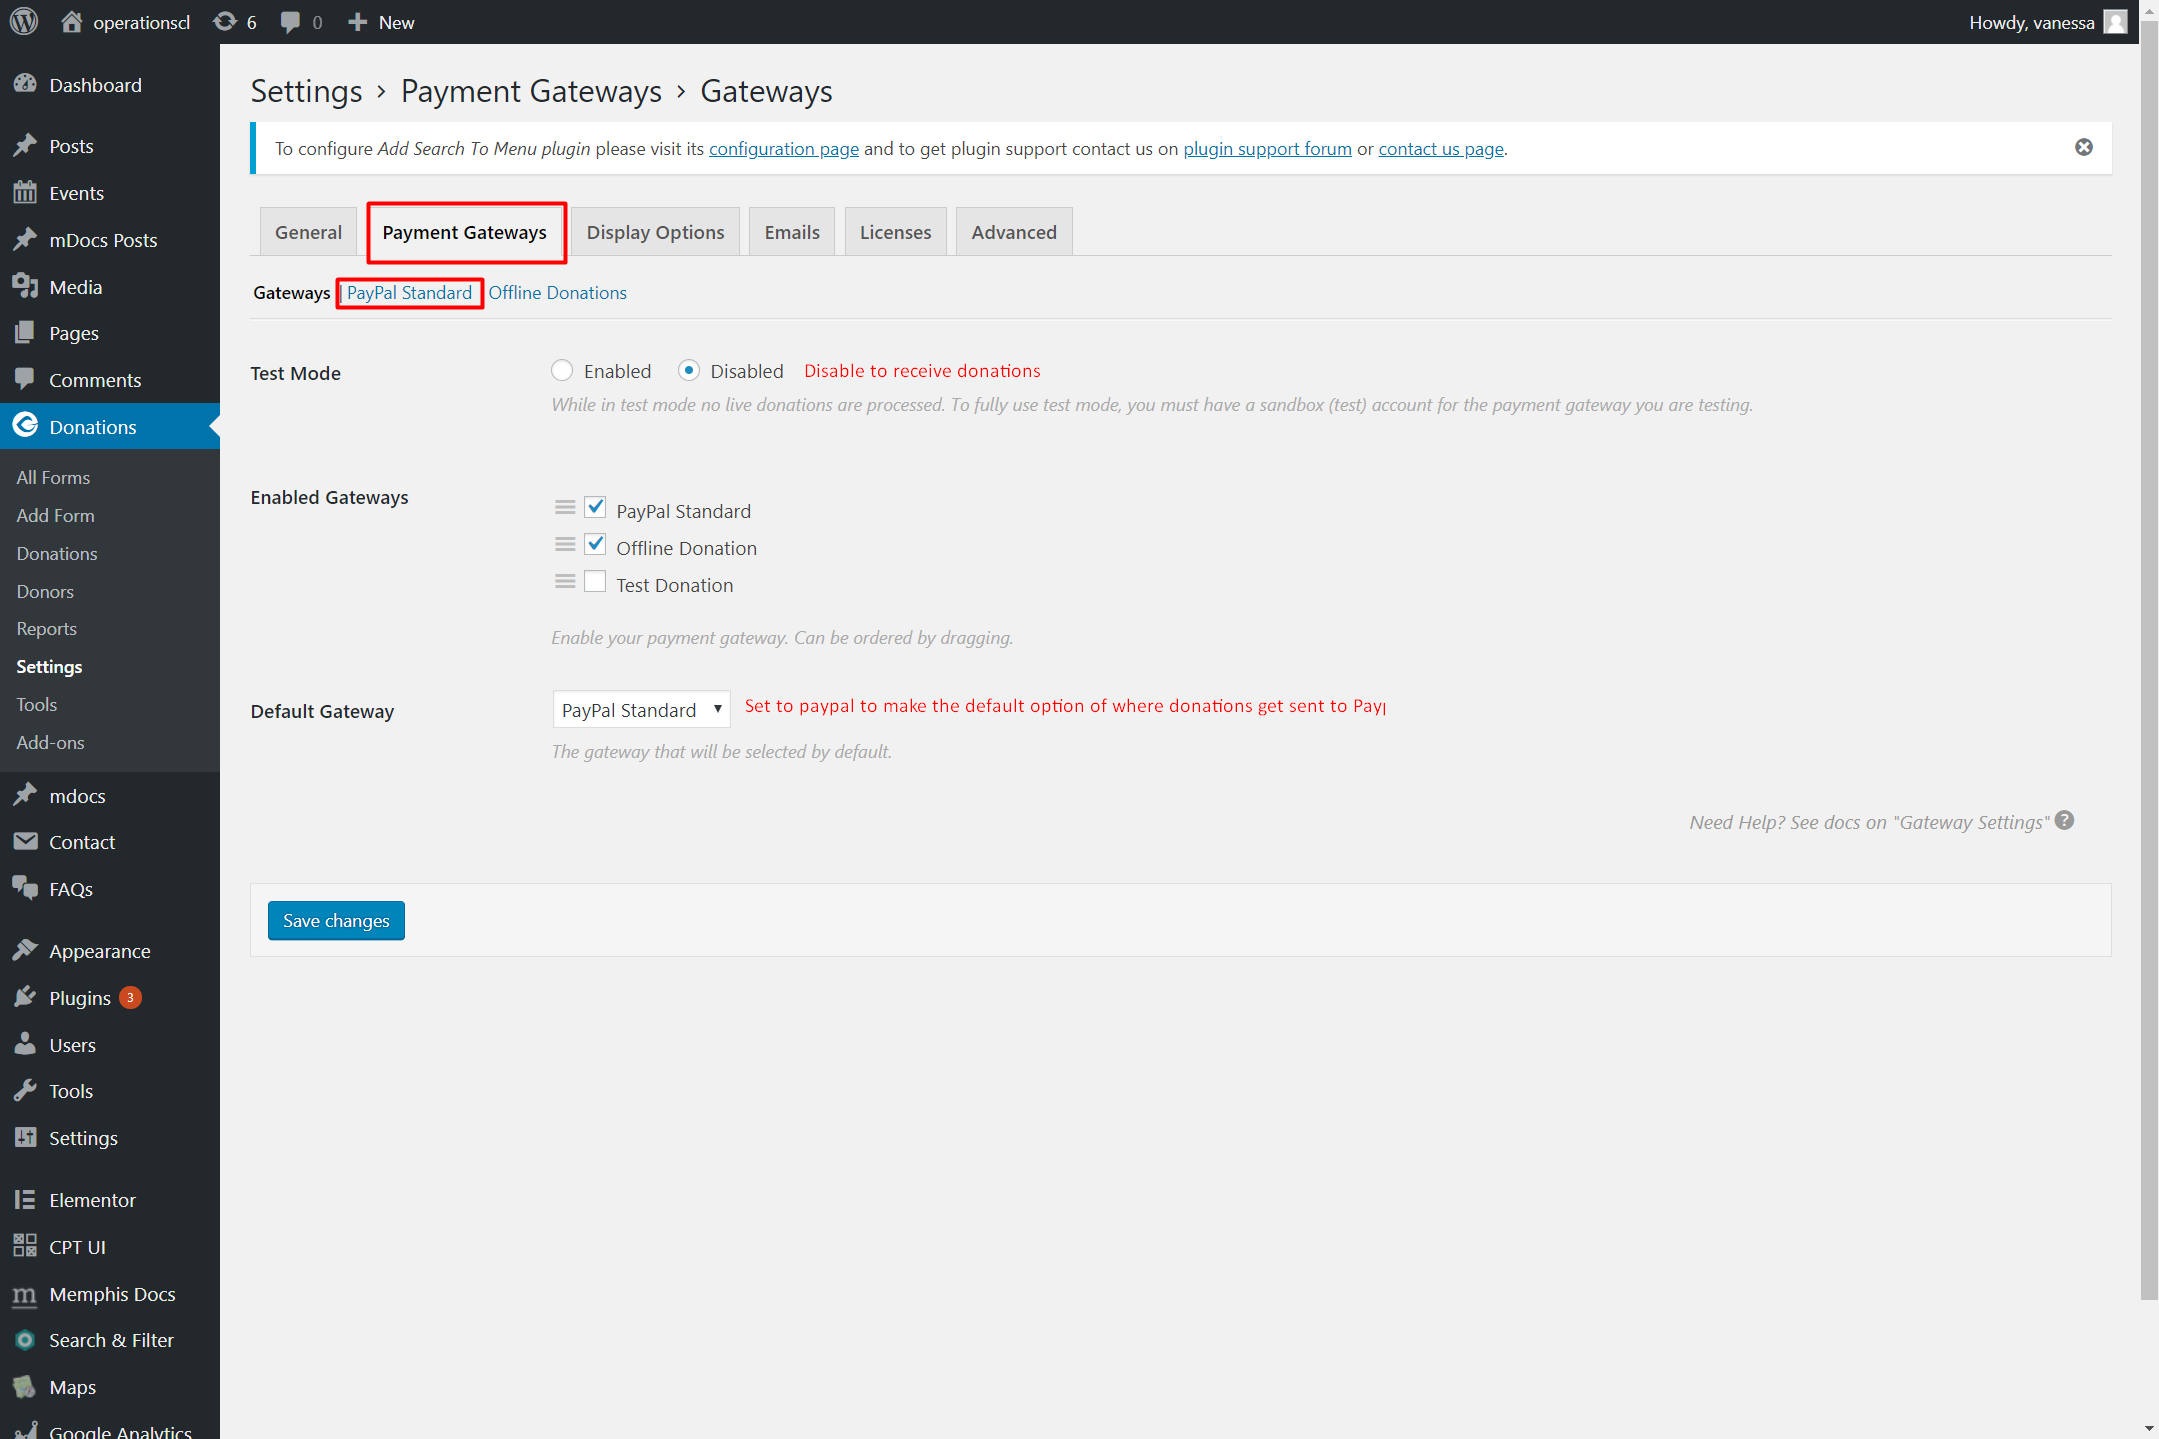 operationscl 6 0 New Howdy, vanessa
Dashboard
Posts
Events
mDocs Posts
Media
Pages
Comments
Donations
All Forms
Add Form
Donations
Donors
Reports
Settings
Tools
Add-ons
mdocs
Contact
FAQs
Appearance
Plugins 3
Users
Tools
Settings
Elementor
CPT UI
m Memphis Docs
Search & Filter
Maps
Google Analytics
Settings › Payment Gateways › Gateways
To configure Add Search To Menu plugin please visit its configuration page and to get plugin support contact us on plugin support forum or contact us page.
General Payment Gateways Display Options Emails Licenses Advanced
Gateways | PayPal Standard Offline Donations
Test Mode Enabled Disabled Disable to receive donations
While in test mode no live donations are processed. To fully use test mode, you must have a sandbox (test) account for the payment gateway you are testing.
Enabled Gateways
PayPal Standard
Offline Donation
Test Donation
Enable your payment gateway. Can be ordered by dragging.
Default Gateway PayPal Standard Set to paypal to make the default option of where donations get sent to Pay
The gateway that will be selected by default.
Need Help? See docs on "Gateway Settings" ?
Save changes